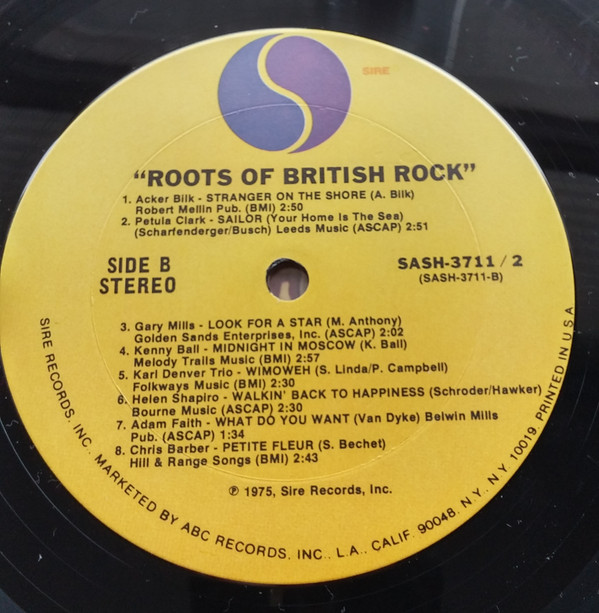 SIRE
"ROOTS OF BRITISH ROCK"
1. Acker Bilk - STRANGER ON THE SHORE (A. Bilk)
Robert Mellin Pub. (BMI) 2:50
2. Petula Clark - SAILOR (Your Home Is The Sea)
(Scharfenderger/Busch) Leeds Music (ASCAP) 2:51
SIDE B
STEREO
SASH-3711 / 2
(SASH-3711-B)
3. Gary Mills - LOOK FOR A STAR (M. Anthony)
Golden Sands Enterprises, Inc. (ASCAP) 2:02
4. Kenny Ball - MIDNIGHT IN MOSCOW (K. Ball)
Melody Trails Music (BMI) 2:57
5. Karl Denver Trio - WIMOWEH (S. Linda/P. Campbell)
Folkways Music (BMI) 2:30
6. Helen Shapiro - WALKIN' BACK TO HAPPINESS (Schroder/Hawker)
Bourne Music (ASCAP) 2:30
7. Adam Faith - WHAT DO YOU WANT (Van Dyke) Belwin Mills
Pub. (ASCAP) 1:34
8. Chris Barber - PETITE FLEUR (S. Bechet)
Hill & Range Songs (BMI) 2:43
℗ 1975, Sire Records, Inc.
SIRE RECORDS, INC. MARKETED BY ABC RECORDS, INC., L.A., CALIF. 90048. N.Y., N.Y. 10019. PRINTED IN U.S.A.